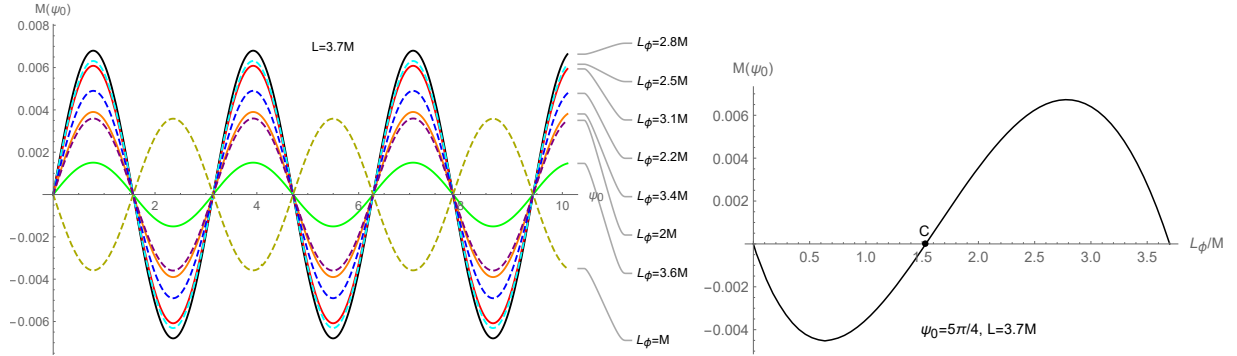 M(ψ₀)
0.008
0.006
0.004
0.002
−0.002
−0.004
−0.006
2
4
6
8
10
ψ₀
L=3.7M
L𝜙=2.8M
L𝜙=2.5M
L𝜙=3.1M
L𝜙=2.2M
L𝜙=3.4M
L𝜙=2M
L𝜙=3.6M
L𝜙=M
M(ψ₀)
0.006
0.004
0.002
−0.002
−0.004
C
0.5
1.0
1.5
2.0
2.5
3.0
3.5
L𝜙/M
ψ₀=5π/4, L=3.7M